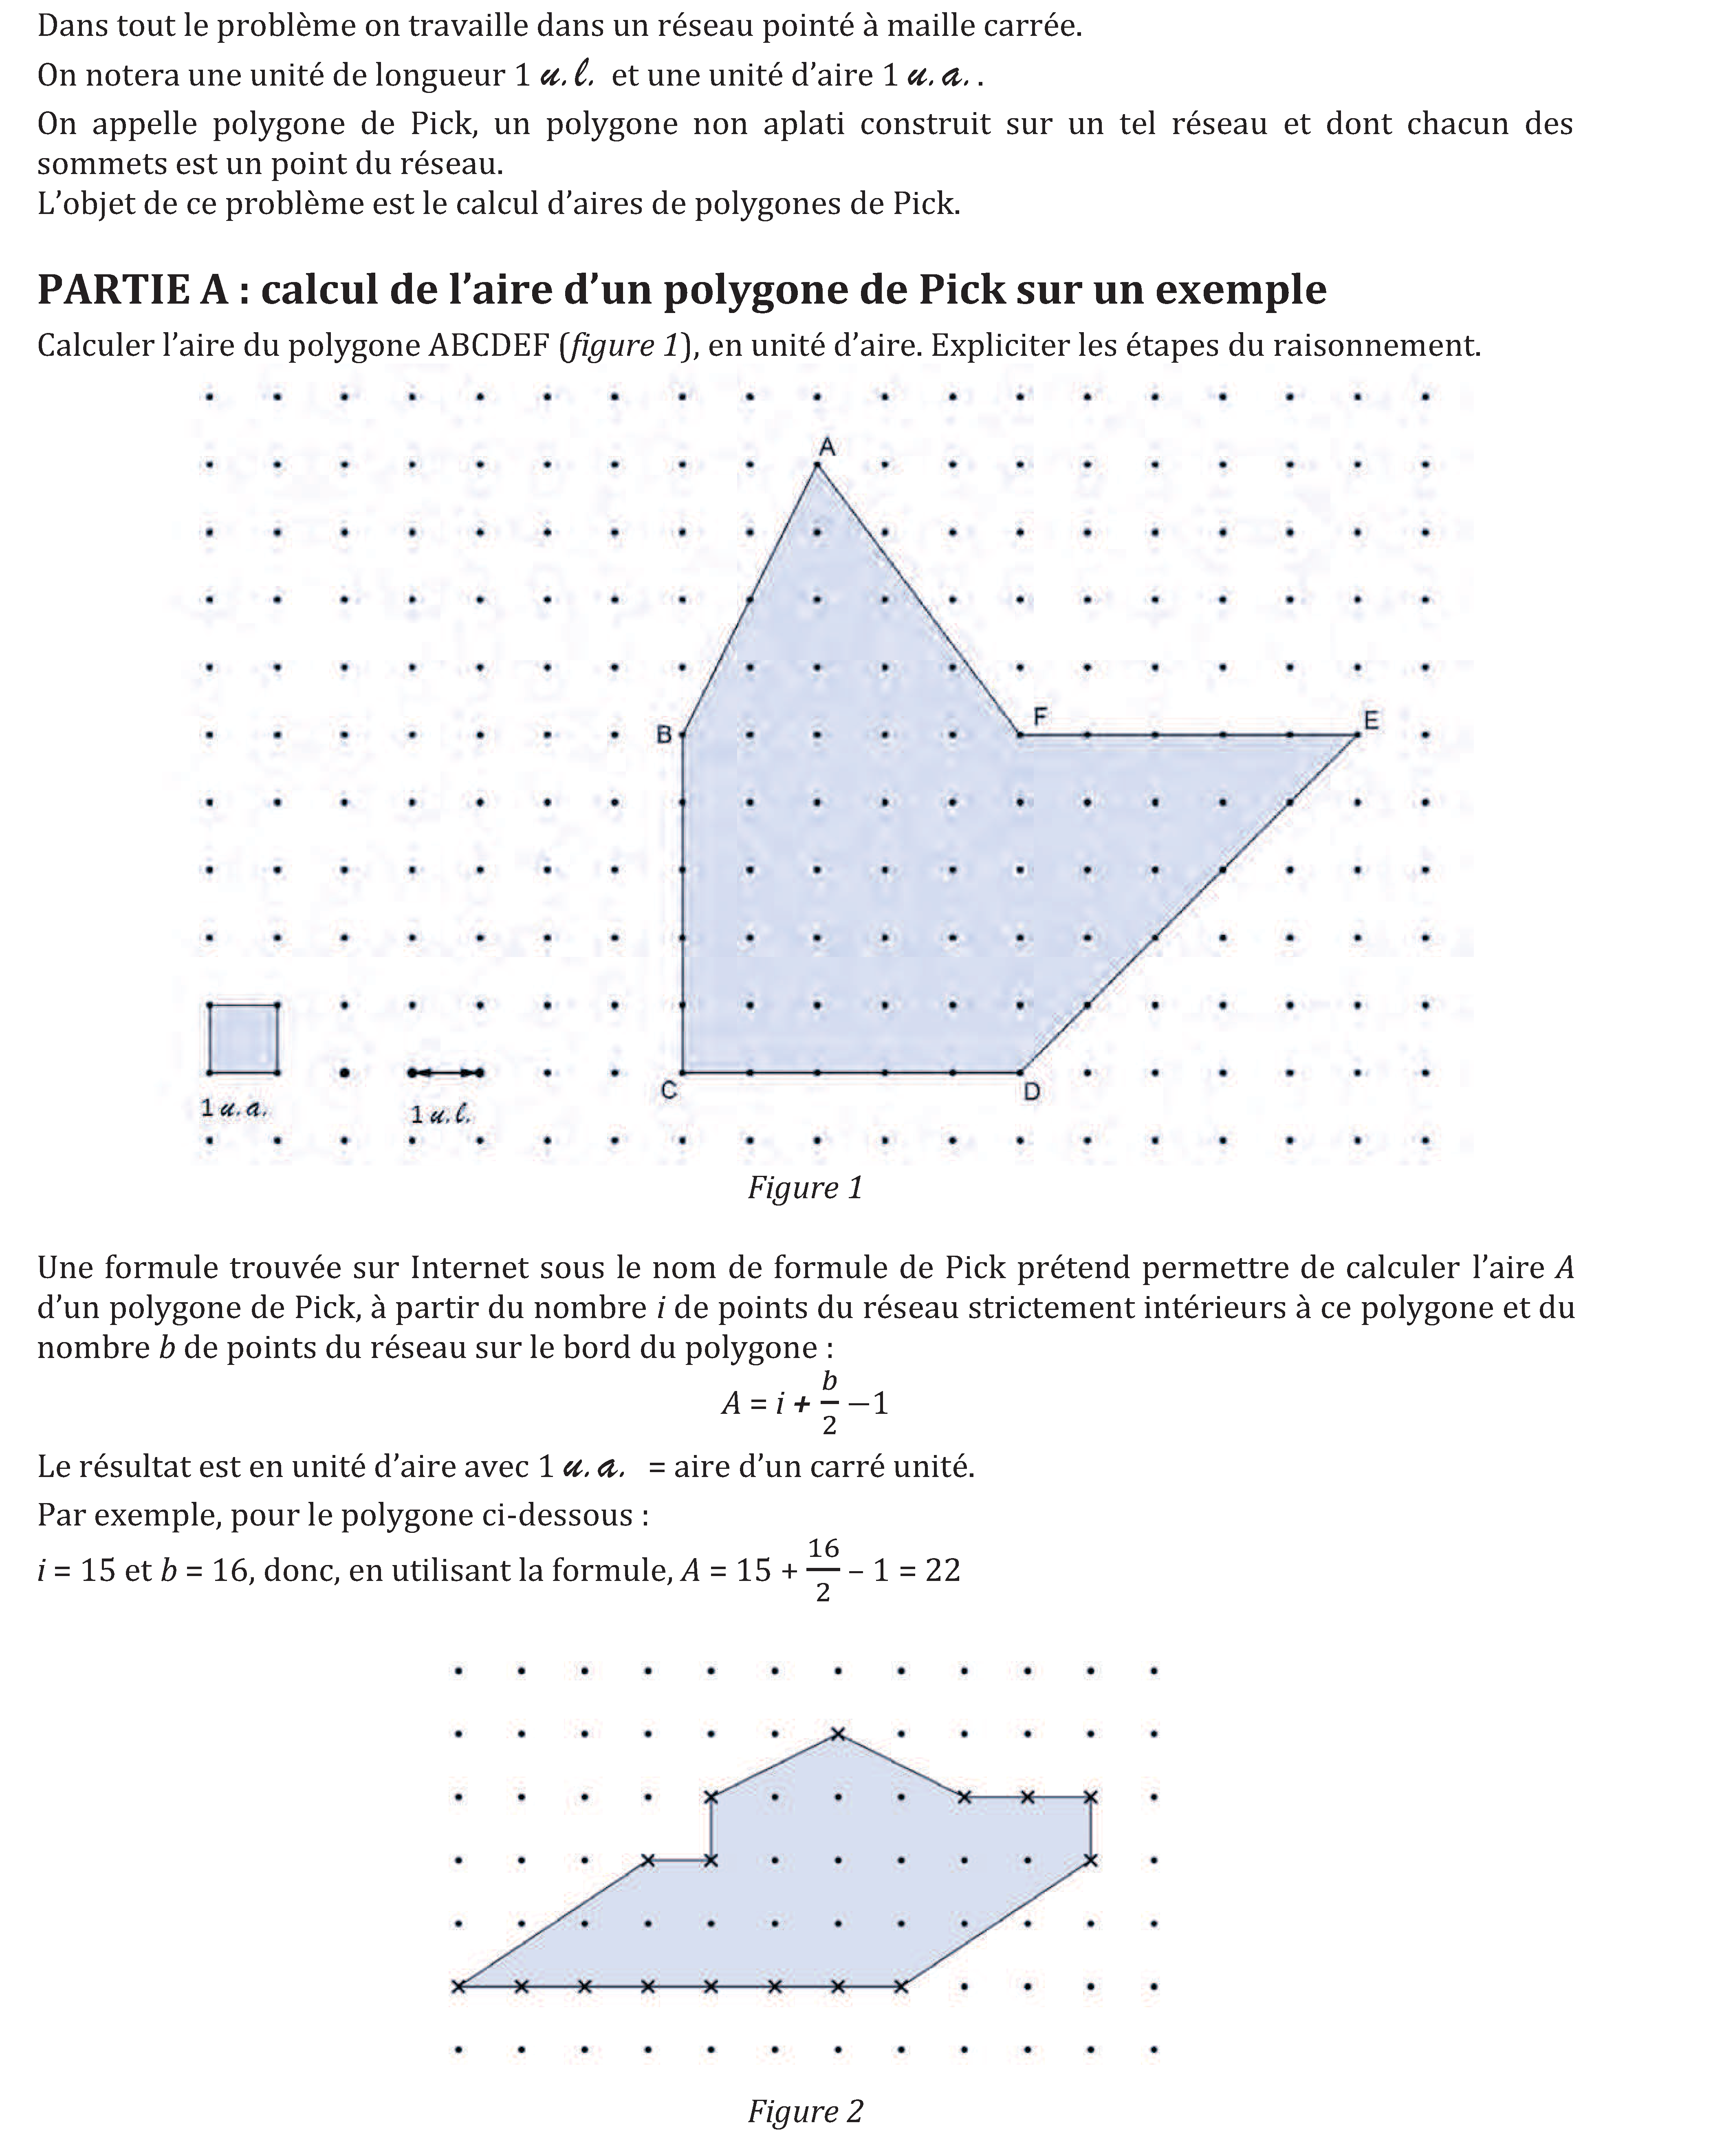 Dans tout le problème on travaille dans un réseau pointé à maille carrée.
On notera une unité de longueur 1 u.l. et une unité d’aire 1 u.a. .
On appelle polygone de Pick, un polygone non aplati construit sur un tel réseau et dont chacun des
sommets est un point du réseau.
L’objet de ce problème est le calcul d’aires de polygones de Pick.
PARTIE A : calcul de l’aire d’un polygone de Pick sur un exemple
Calculer l’aire du polygone ABCDEF (figure 1), en unité d’aire. Expliciter les étapes du raisonnement.
A
B
F
E
C
D
1 u.a.
1 u.l.
Figure 1
Une formule trouvée sur Internet sous le nom de formule de Pick prétend permettre de calculer l’aire A
d’un polygone de Pick, à partir du nombre i de points du réseau strictement intérieurs à ce polygone et du
nombre b de points du réseau sur le bord du polygone :
A = i + b/2 −1
Le résultat est en unité d’aire avec 1 u.a. = aire d’un carré unité.
Par exemple, pour le polygone ci-dessous :
i = 15 et b = 16, donc, en utilisant la formule, A = 15 + 16/2 – 1 = 22
Figure 2